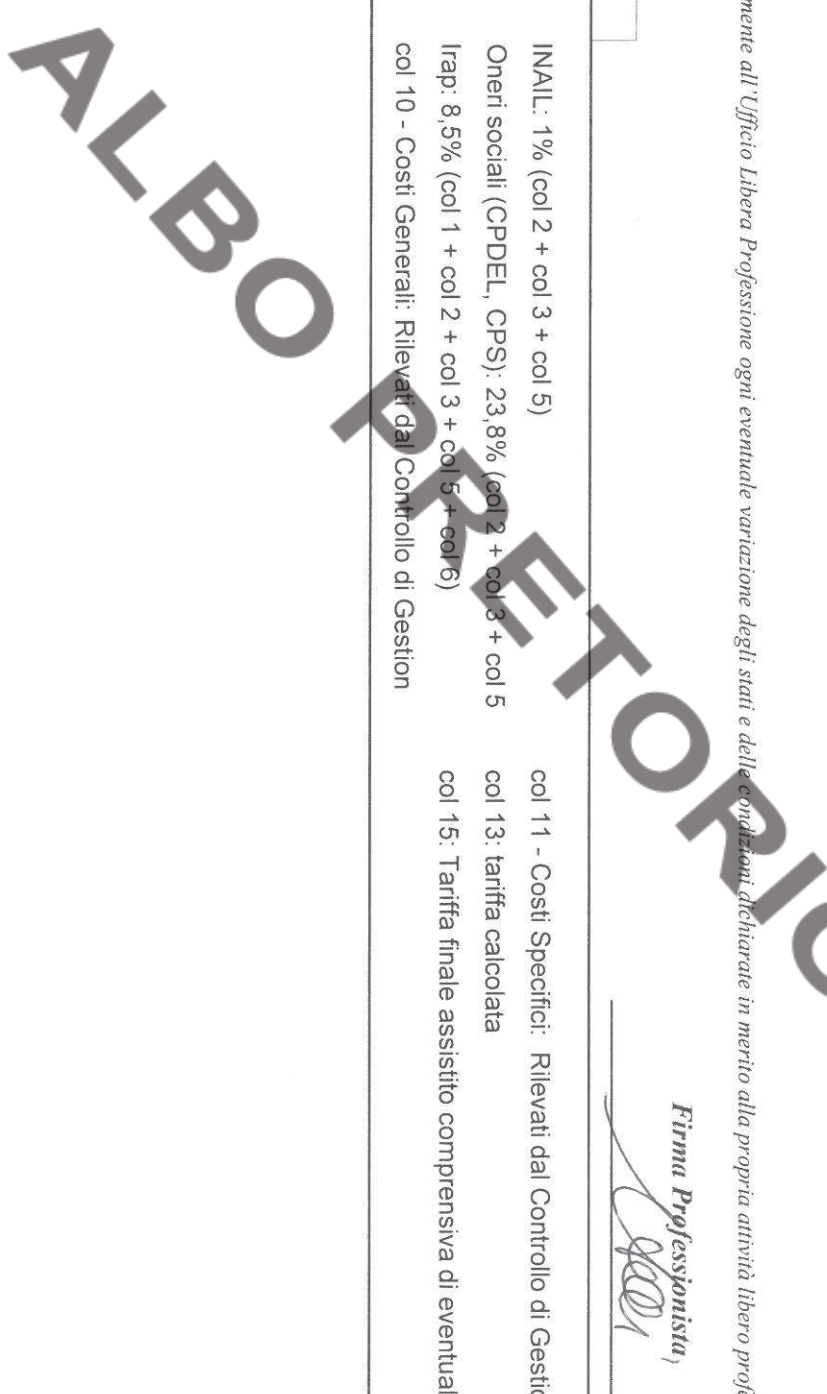 mente all'Ufficio Libera Professione ogni eventuale variazione degli stati e delle condizioni dichiarate in merito alla propria attività libero profe
Firma Professionista
INAIL: 1% (col 2 + col 3 + col 5)
col 11 - Costi Specifici: Rilevati dal Controllo di Gestio
Oneri sociali (CPDEL, CPS): 23,8% (col 2 + col 3 + col 5
col 13: tariffa calcolata
Irap: 8,5% (col 1 + col 2 + col 3 + col 5 + col 6)
col 15: Tariffa finale assistito comprensiva di eventual
col 10 - Costi Generali: Rilevati dal Controllo di Gestion
ALBO PRETORIO